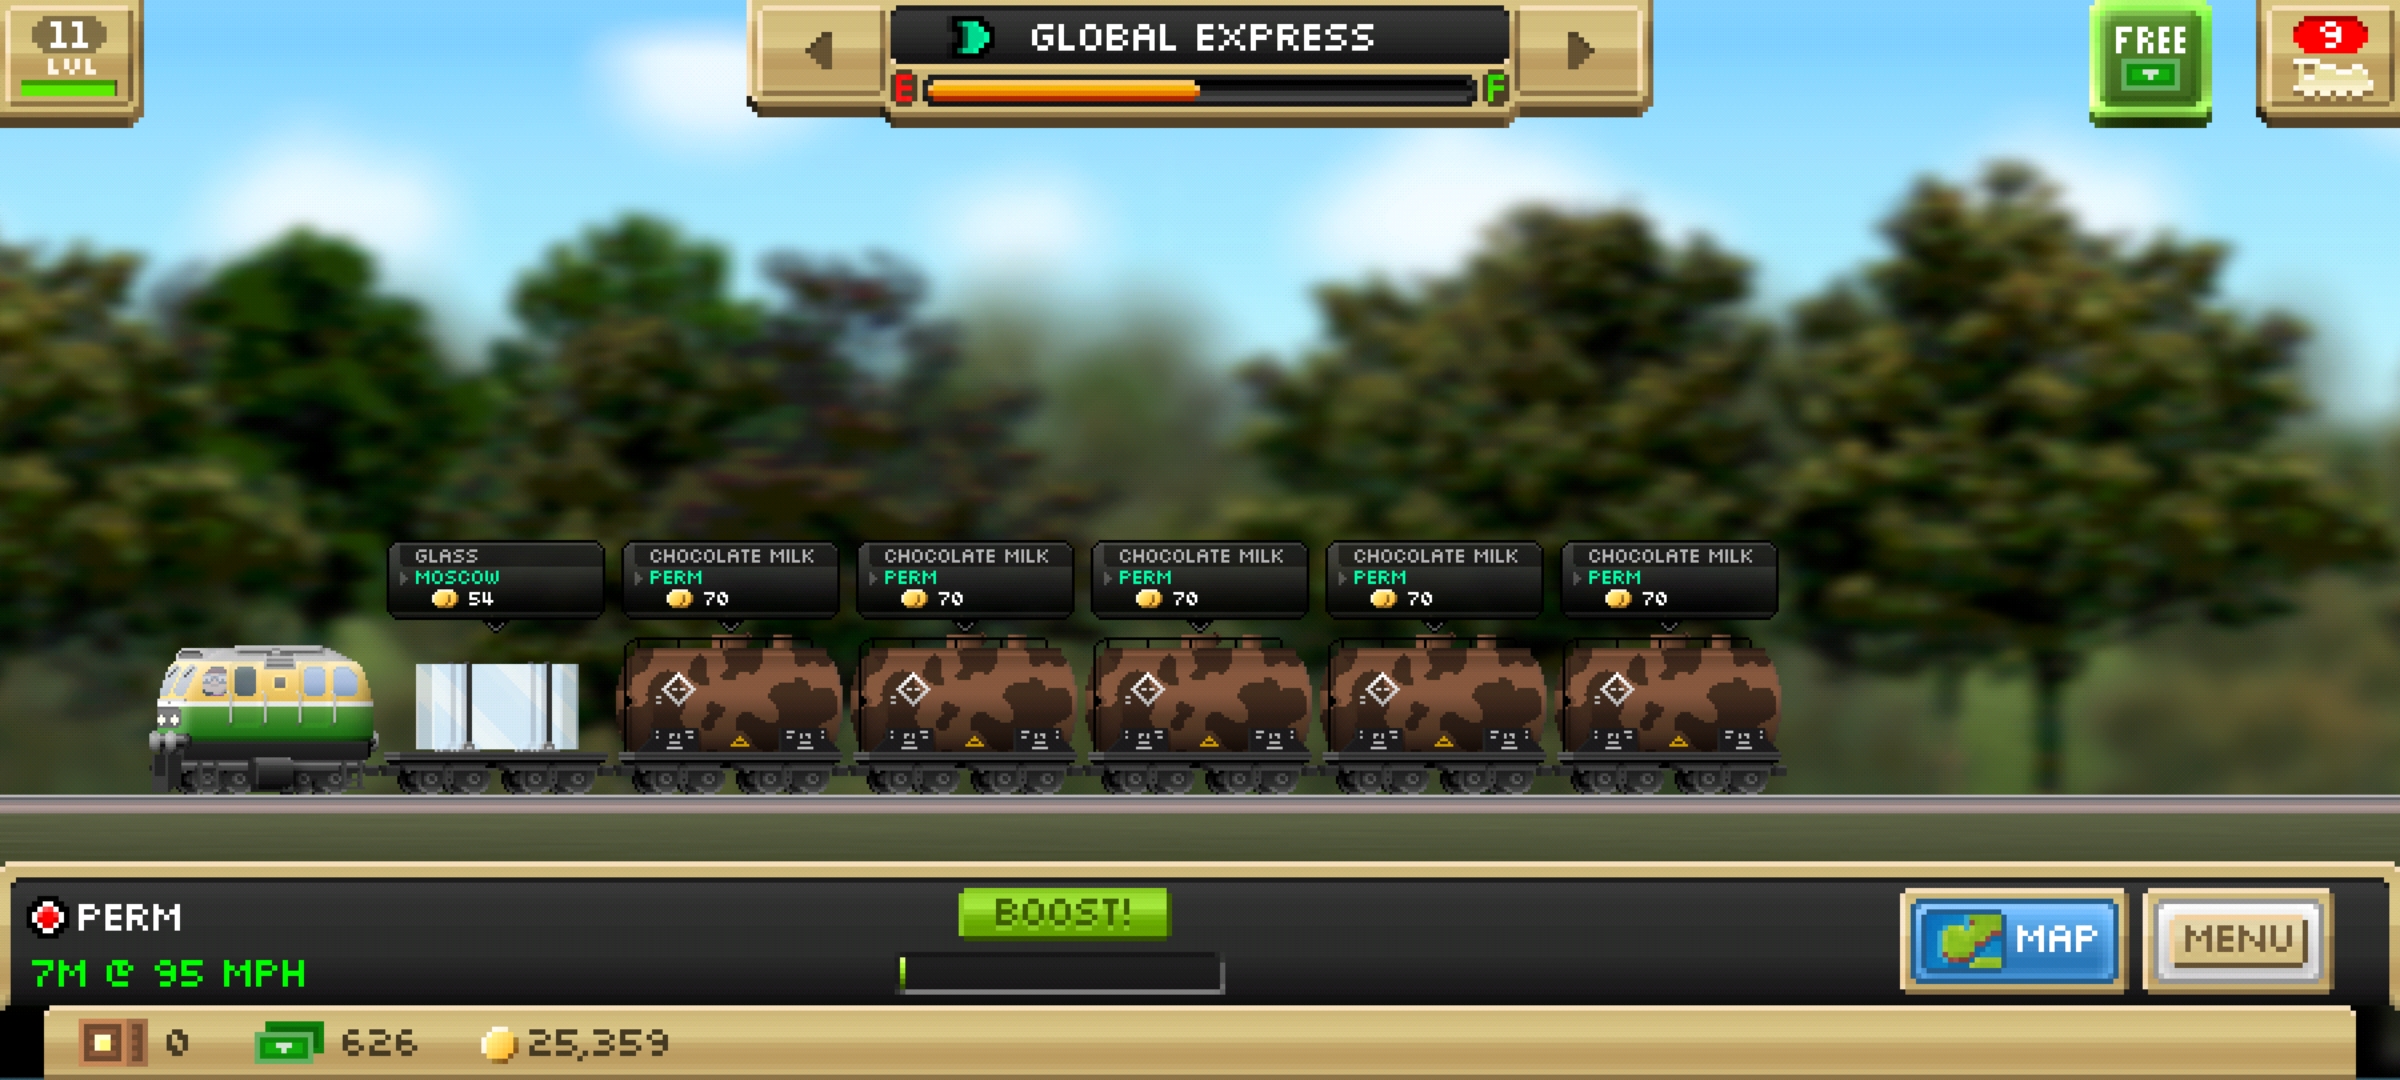 11
LVL
GLOBAL EXPRESS
E F
FREE
9
GLASS
MOSCOW
54
CHOCOLATE MILK
PERM
70
CHOCOLATE MILK
PERM
70
CHOCOLATE MILK
PERM
70
CHOCOLATE MILK
PERM
70
CHOCOLATE MILK
PERM
70
PERM
7M @ 95 MPH
BOOST!
MAP
MENU
0
626
25,359